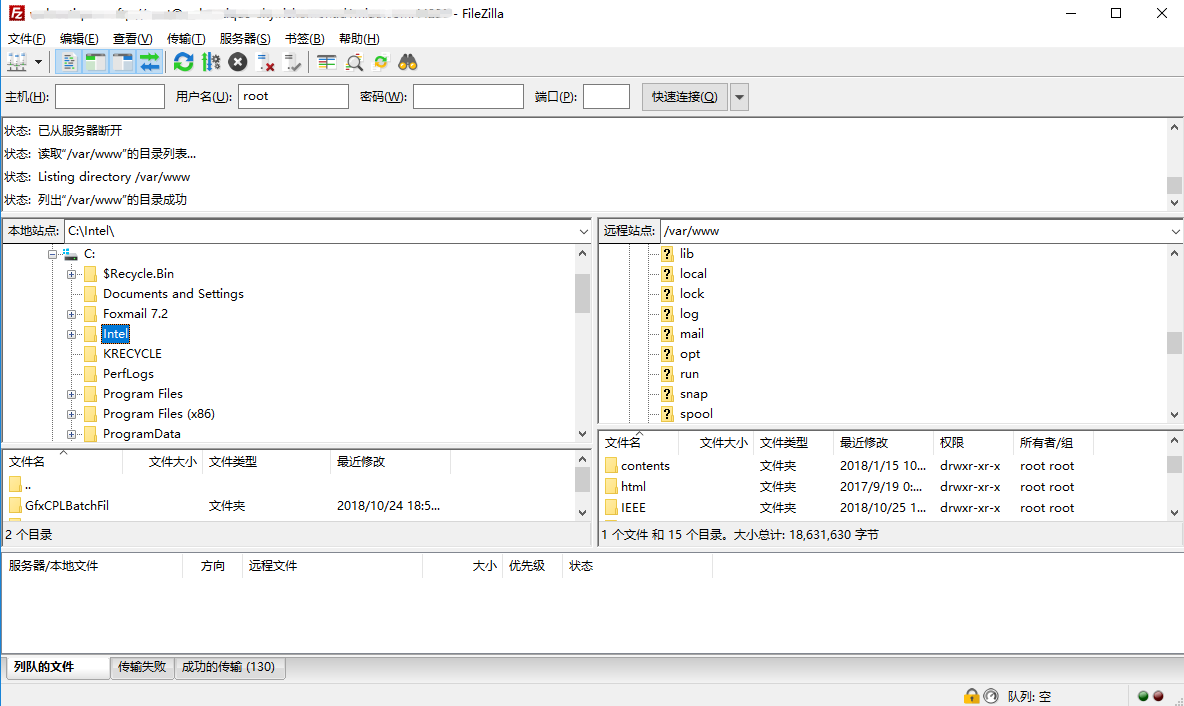 - FileZilla
文件(F) 编辑(E) 查看(V) 传输(T) 服务器(S) 书签(B) 帮助(H)
主机(H): 用户名(U): root 密码(W): 端口(P): 快速连接(Q)
状态: 已从服务器断开
状态: 读取“/var/www”的目录列表...
状态: Listing directory /var/www
状态: 列出“/var/www”的目录成功
本地站点: C:\Intel\
C:
$Recycle.Bin
Documents and Settings
Foxmail 7.2
Intel
KRECYCLE
PerfLogs
Program Files
Program Files (x86)
ProgramData
文件名 文件大小 文件类型 最近修改
..
GfxCPLBatchFil 文件夹 2018/10/24 18:5...
2 个目录
远程站点: /var/www
lib
local
lock
log
mail
opt
run
snap
spool
文件名 文件大小 文件类型 最近修改 权限 所有者/组
contents 文件夹 2018/1/15 10... drwxr-xr-x root root
html 文件夹 2017/9/19 0:... drwxr-xr-x root root
IEEE 文件夹 2018/10/25 1... drwxr-xr-x root root
1 个文件 和 15 个目录。大小总计: 18,631,630 字节
服务器/本地文件 方向 远程文件 大小 优先级 状态
列队的文件 传输失败 成功的传输 (130)
队列: 空